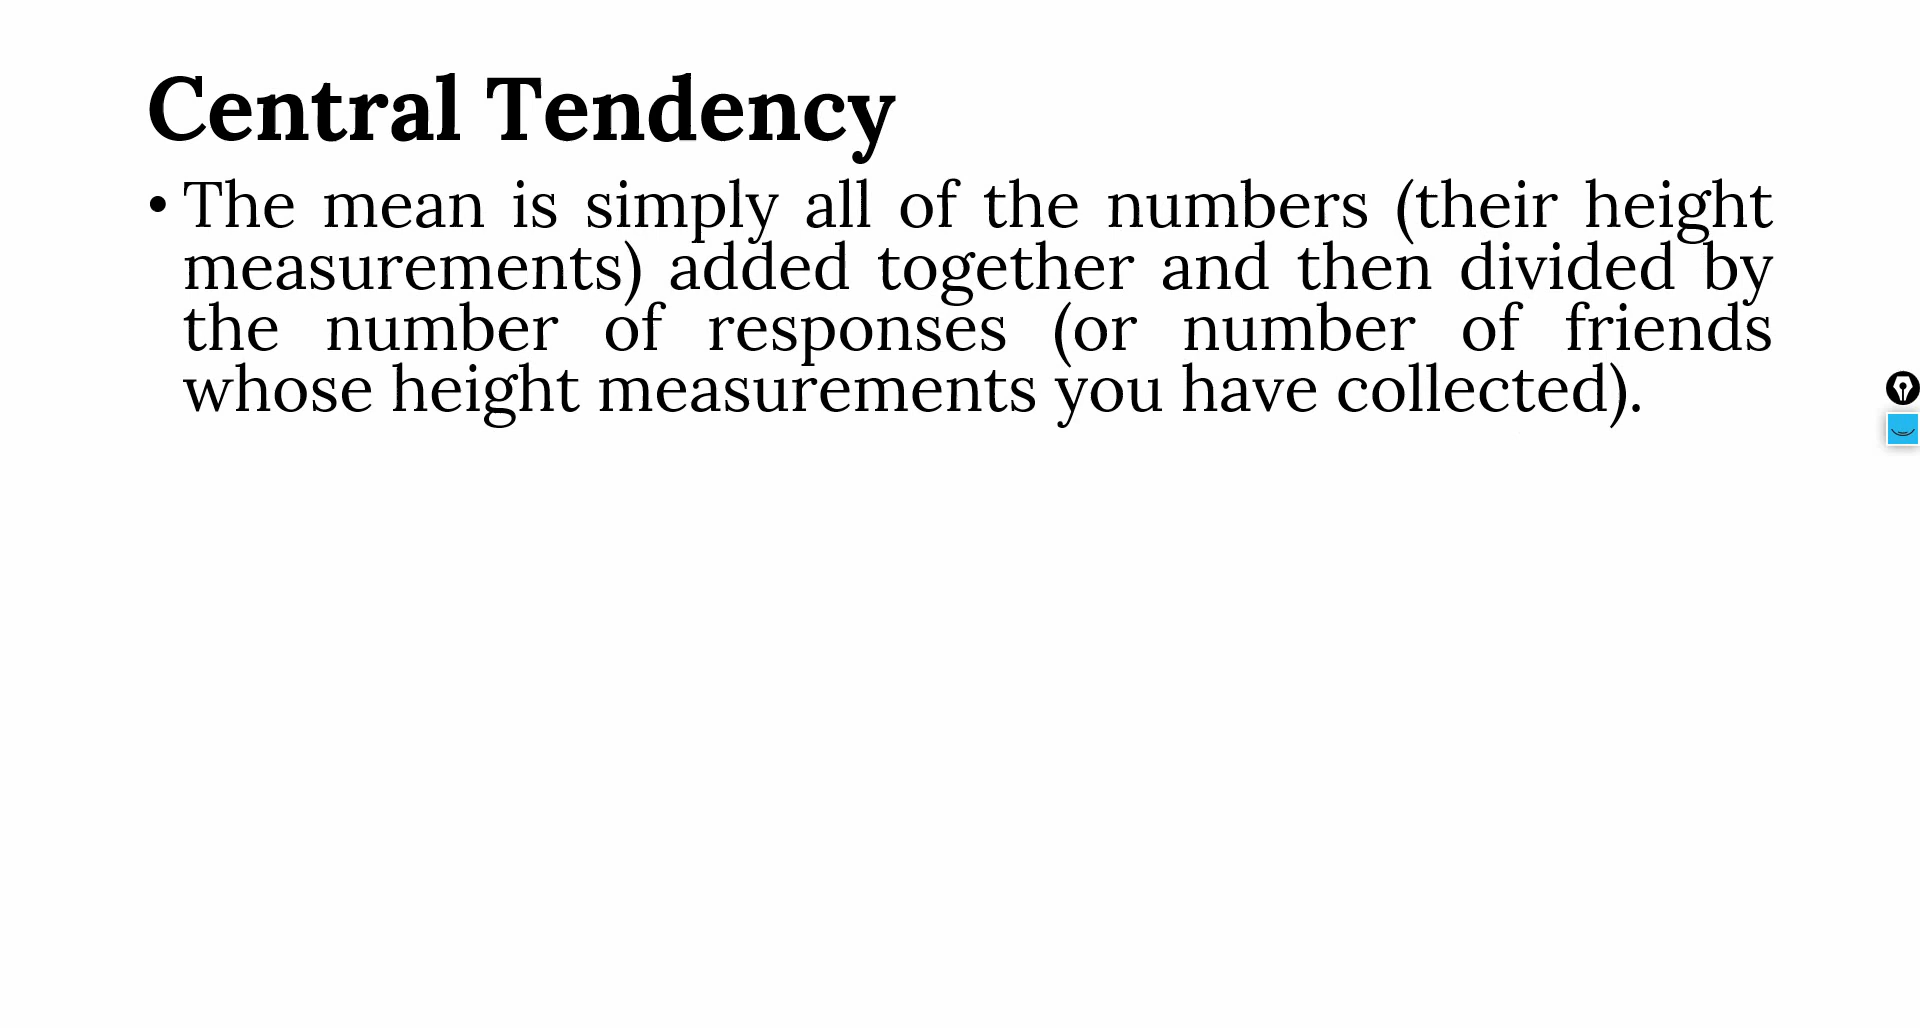 Central Tendency
• The mean is simply all of the numbers (their height
measurements) added together and then divided by
the number of responses (or number of friends
whose height measurements you have collected).